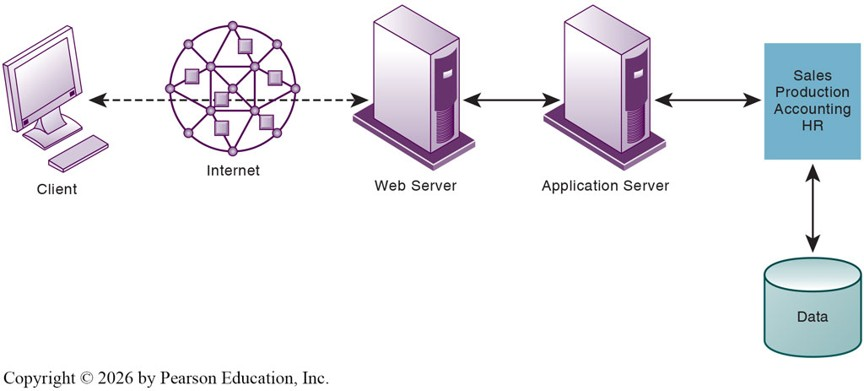 Sales
Production
Accounting
HR
Internet
Client
Web Server
Application Server
Data
Copyright © 2026 by Pearson Education, Inc.